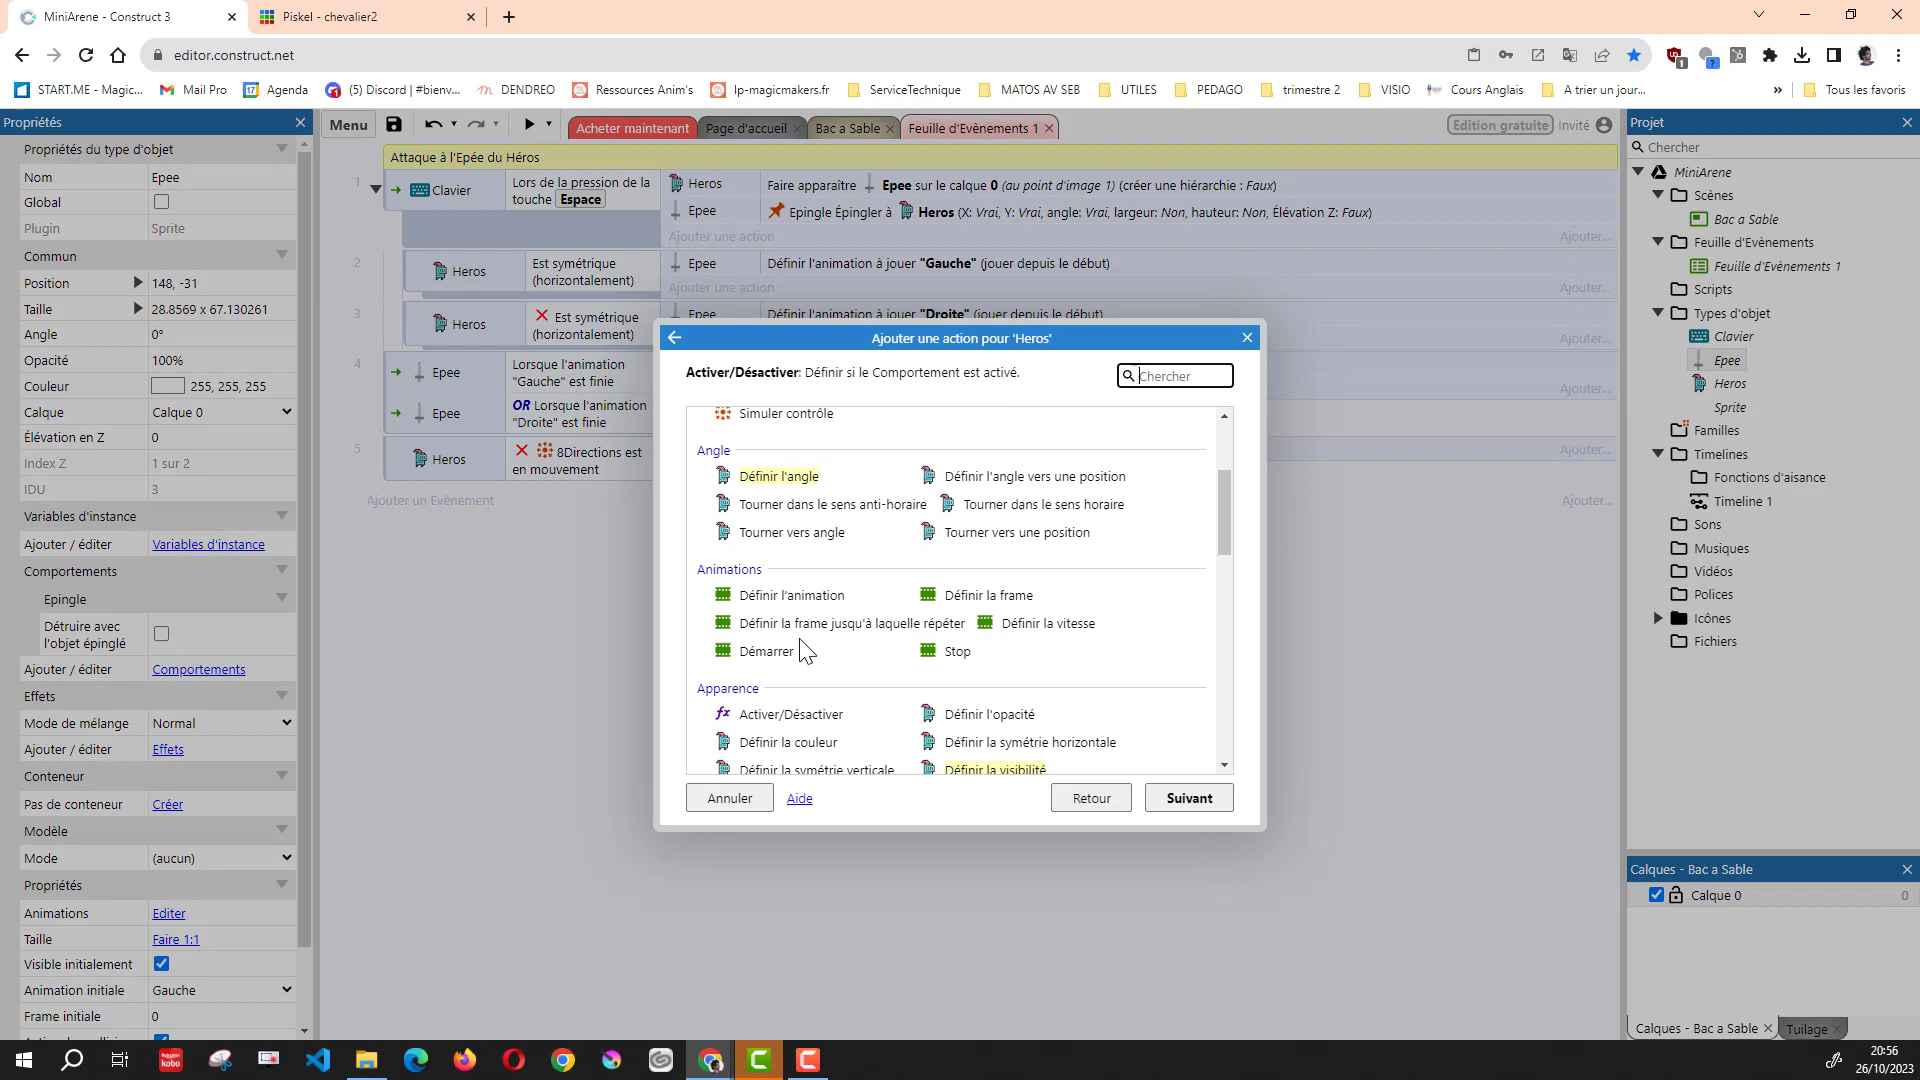 MiniArene - Construct 3
Piskel - chevalier2
editor.construct.net
START.ME - Magic...
Mail Pro
Agenda
(5) Discord | #bienv...
DENDREO
Ressources Anim's
lp-magicmakers.fr
ServiceTechnique
MATOS AV SEB
UTILES
PEDAGO
trimestre 2
VISIO
Cours Anglais
A trier un jour...
Tous les favoris
Propriétés
Menu
Acheter maintenant
Page d'accueil
Bac a Sable
Feuille d'Evènements 1
Edition gratuite
Invité
Projet
Propriétés du type d'objet
Nom
Epee
Global
Plugin
Sprite
Commun
Position
148, -31
Taille
28.8569 x 67.130261
Angle
0°
Opacité
100%
Couleur
255, 255, 255
Calque
Calque 0
Élévation en Z
0
Index Z
1 sur 2
IDU
3
Variables d'instance
Ajouter / éditer
Variables d'instance
Comportements
Epingle
Détruire avec
l'objet épinglé
Ajouter / éditer
Comportements
Effets
Mode de mélange
Normal
Ajouter / éditer
Effets
Conteneur
Pas de conteneur
Créer
Modèle
Mode
(aucun)
Propriétés
Animations
Editer
Taille
Faire 1:1
Visible initialement
Animation initiale
Gauche
Frame initiale
0
Attaque à l'Epée du Héros
1
Clavier
Lors de la pression de la
touche Espace
Heros
Faire apparaître Epee sur le calque 0 (au point d'image 1) (créer une hiérarchie : Faux)
Epee
Epingle Épingler à Heros (X: Vrai, Y: Vrai, angle: Vrai, largeur: Non, hauteur: Non, Élévation Z: Faux)
Ajouter une action
Ajouter...
2
Heros
Est symétrique
(horizontalement)
Epee
Définir l'animation à jouer "Gauche" (jouer depuis le début)
Ajouter une action
Ajouter...
3
Heros
Est symétrique
(horizontalement)
Epee
Définir l'animation à jouer "Droite" (jouer depuis le début)
Ajouter...
4
Epee
Lorsque l'animation
"Gauche" est finie
Epee
OR Lorsque l'animation
"Droite" est finie
Ajouter...
5
Heros
8Directions est
en mouvement
Ajouter...
Ajouter un Evènement
Ajouter...
Ajouter une action pour 'Heros'
Activer/Désactiver: Définir si le Comportement est activé.
Chercher
Simuler contrôle
Angle
Définir l'angle
Définir l'angle vers une position
Tourner dans le sens anti-horaire
Tourner dans le sens horaire
Tourner vers angle
Tourner vers une position
Animations
Définir l'animation
Définir la frame
Définir la frame jusqu'à laquelle répéter
Définir la vitesse
Démarrer
Stop
Apparence
Activer/Désactiver
Définir l'opacité
Définir la couleur
Définir la symétrie horizontale
Définir la symétrie verticale
Définir la visibilité
Annuler
Aide
Retour
Suivant
Chercher
MiniArene
Scènes
Bac a Sable
Feuille d'Evènements
Feuille d'Evènements 1
Scripts
Types d'objet
Clavier
Epee
Heros
Sprite
Familles
Timelines
Fonctions d'aisance
Timeline 1
Sons
Musiques
Vidéos
Polices
Icônes
Fichiers
Calques - Bac a Sable
Calque 0
0
Calques - Bac a Sable
Tuilage
20:56
26/10/2023